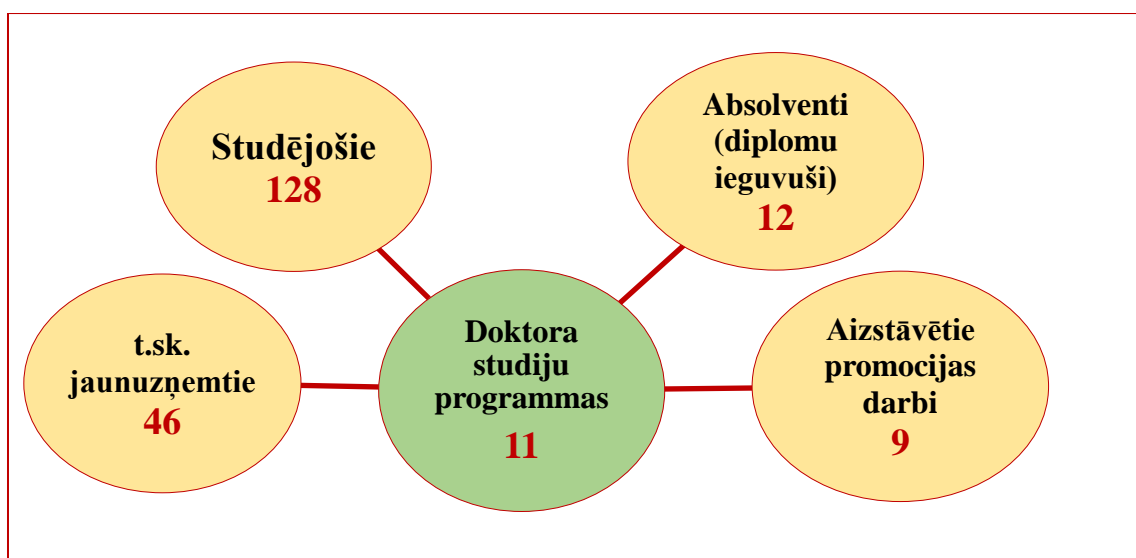 Studējošie
128
Absolventi
(diplomu
ieguvuši)
12
t.sk.
jaunuzņemtie
46
Doktora
studiju
programmas
11
Aizstāvētie
promocijas
darbi
9